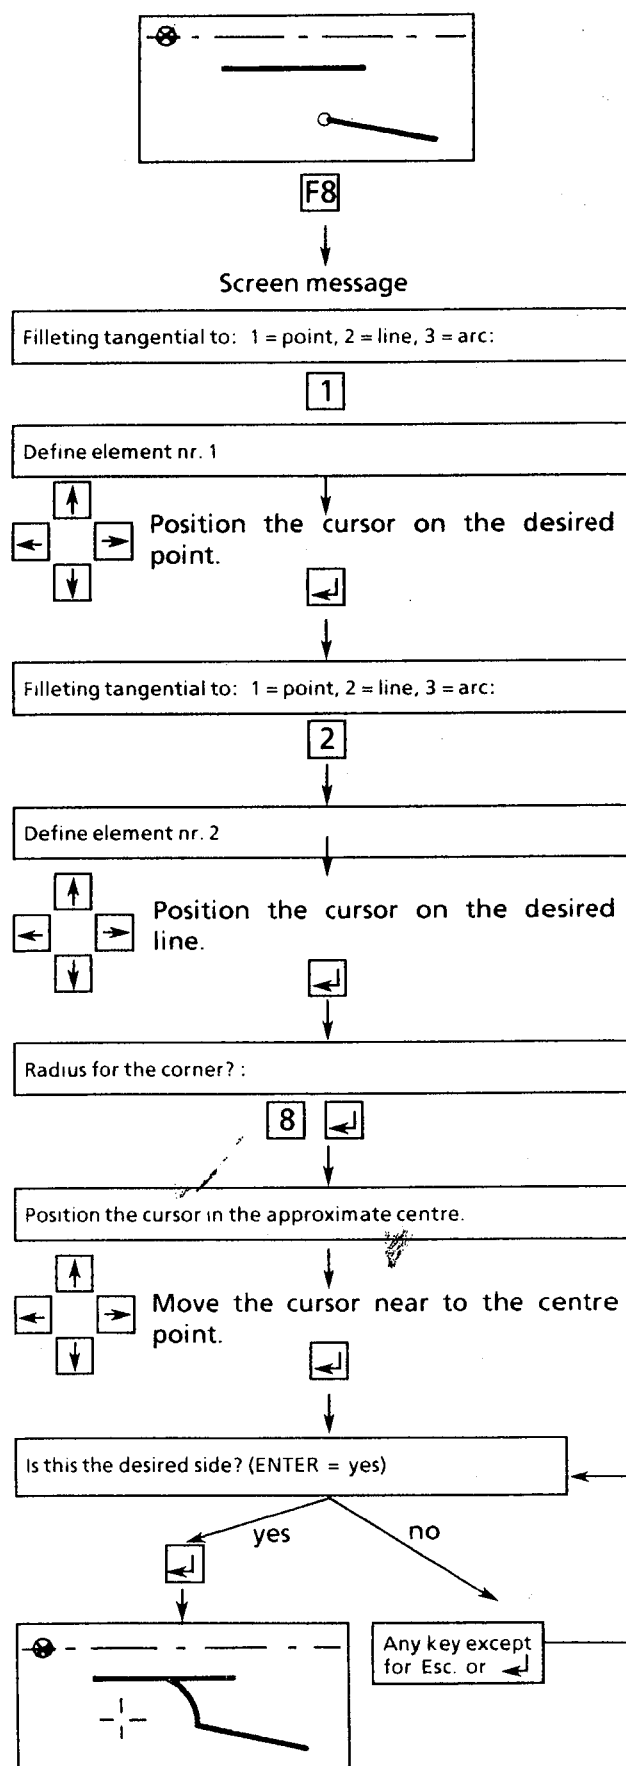 F8
Screen message
Filleting tangential to: 1 = point, 2 = line, 3 = arc:
1
Define element nr. 1
Position the cursor on the desired
point.
Filleting tangential to: 1 = point, 2 = line, 3 = arc:
2
Define element nr. 2
Position the cursor on the desired
line.
Radius for the corner? :
8
Position the cursor in the approximate centre.
Move the cursor near to the centre
point.
Is this the desired side? (ENTER = yes)
yes
no
Any key except
for Esc. or